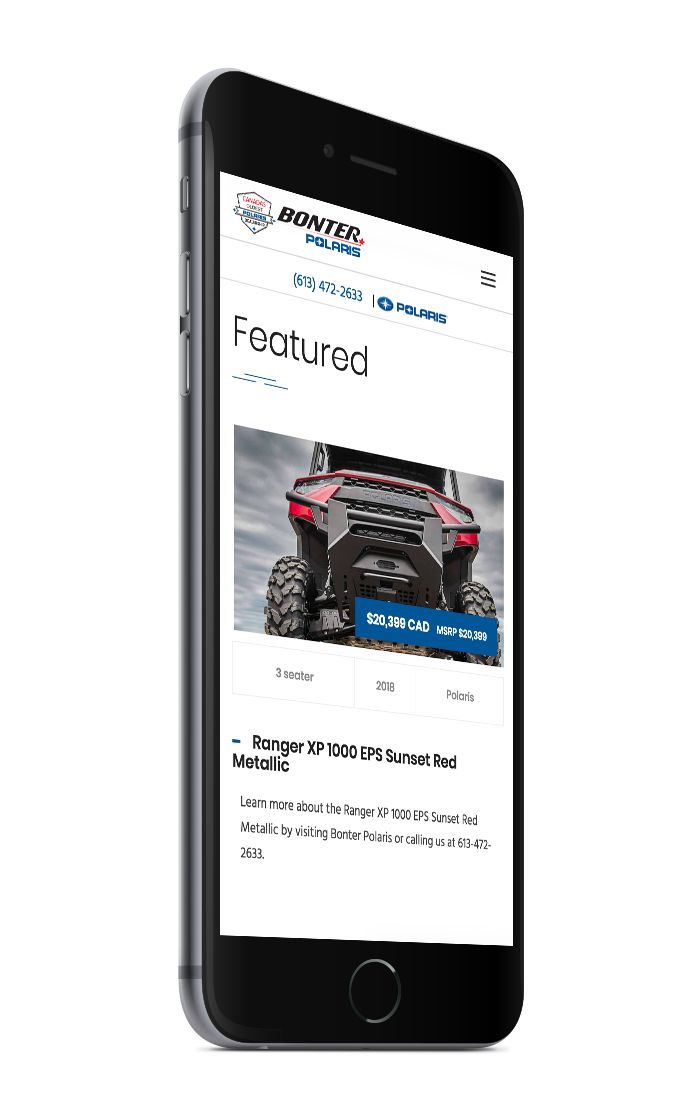 CANADA'S
OLDEST
POLARIS
DEALERSHIP
BONTER
POLARIS
(613) 472-2633 | POLARIS
Featured
POLARIS
$20,399 CAD MSRP $20,399
3 seater 2018 Polaris
– Ranger XP 1000 EPS Sunset Red
Metallic
Learn more about the Ranger XP 1000 EPS Sunset Red
Metallic by visiting Bonter Polaris or calling us at 613-472-
2633.